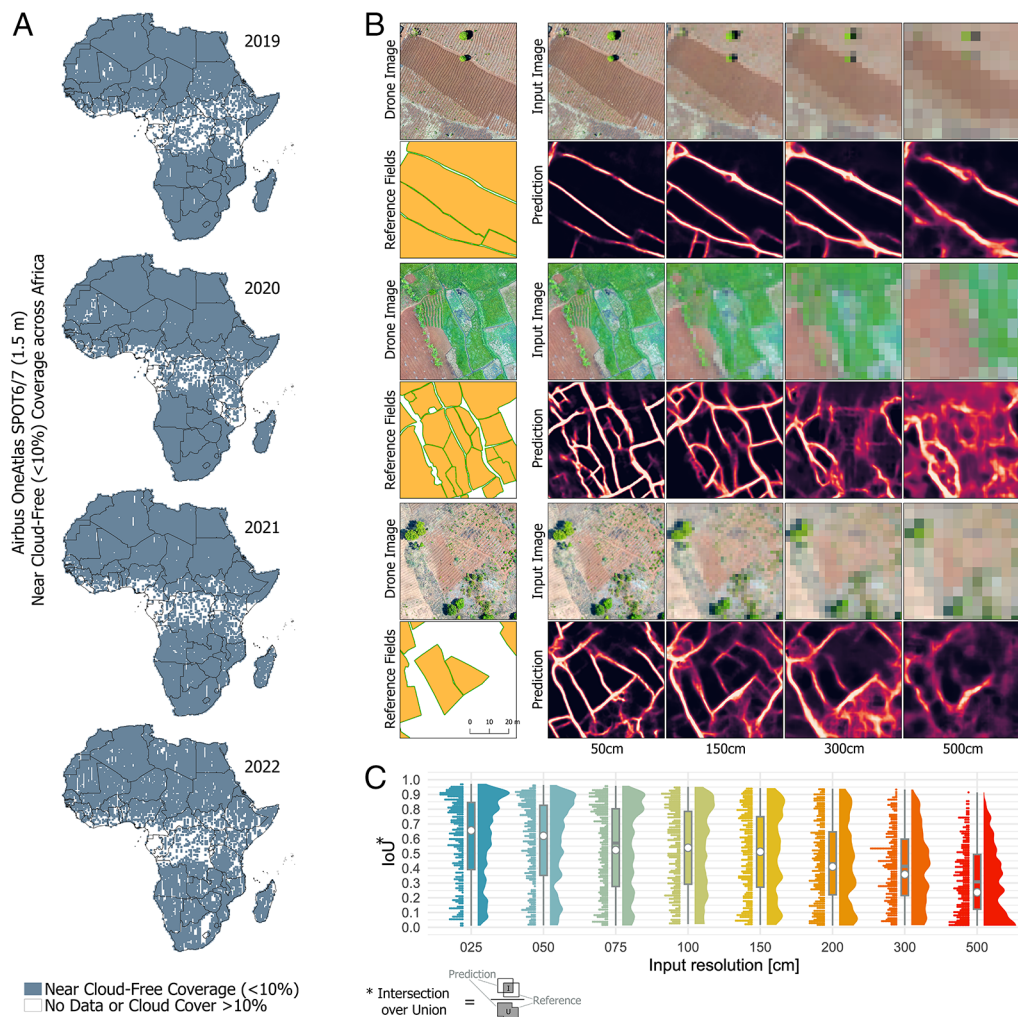 A
Airbus OneAtlas SPOT6/7 (1.5 m)
Near Cloud-Free (<10%) Coverage across Africa
2019
2020
2021
2022
Near Cloud-Free Coverage (<10%)
No Data or Cloud Cover >10%
B
Drone Image
Input Image
Reference Fields
Prediction
Drone Image
Input Image
Reference Fields
Prediction
Drone Image
Input Image
Reference Fields
Prediction
0 10 20 m
50cm 150cm 300cm 500cm
C
IoU*
1.0
0.9
0.8
0.7
0.6
0.5
0.4
0.3
0.2
0.1
0.0
025 050 075 100 150 200 300 500
Input resolution [cm]
* Intersection
over Union
=
Prediction
I
Reference
U